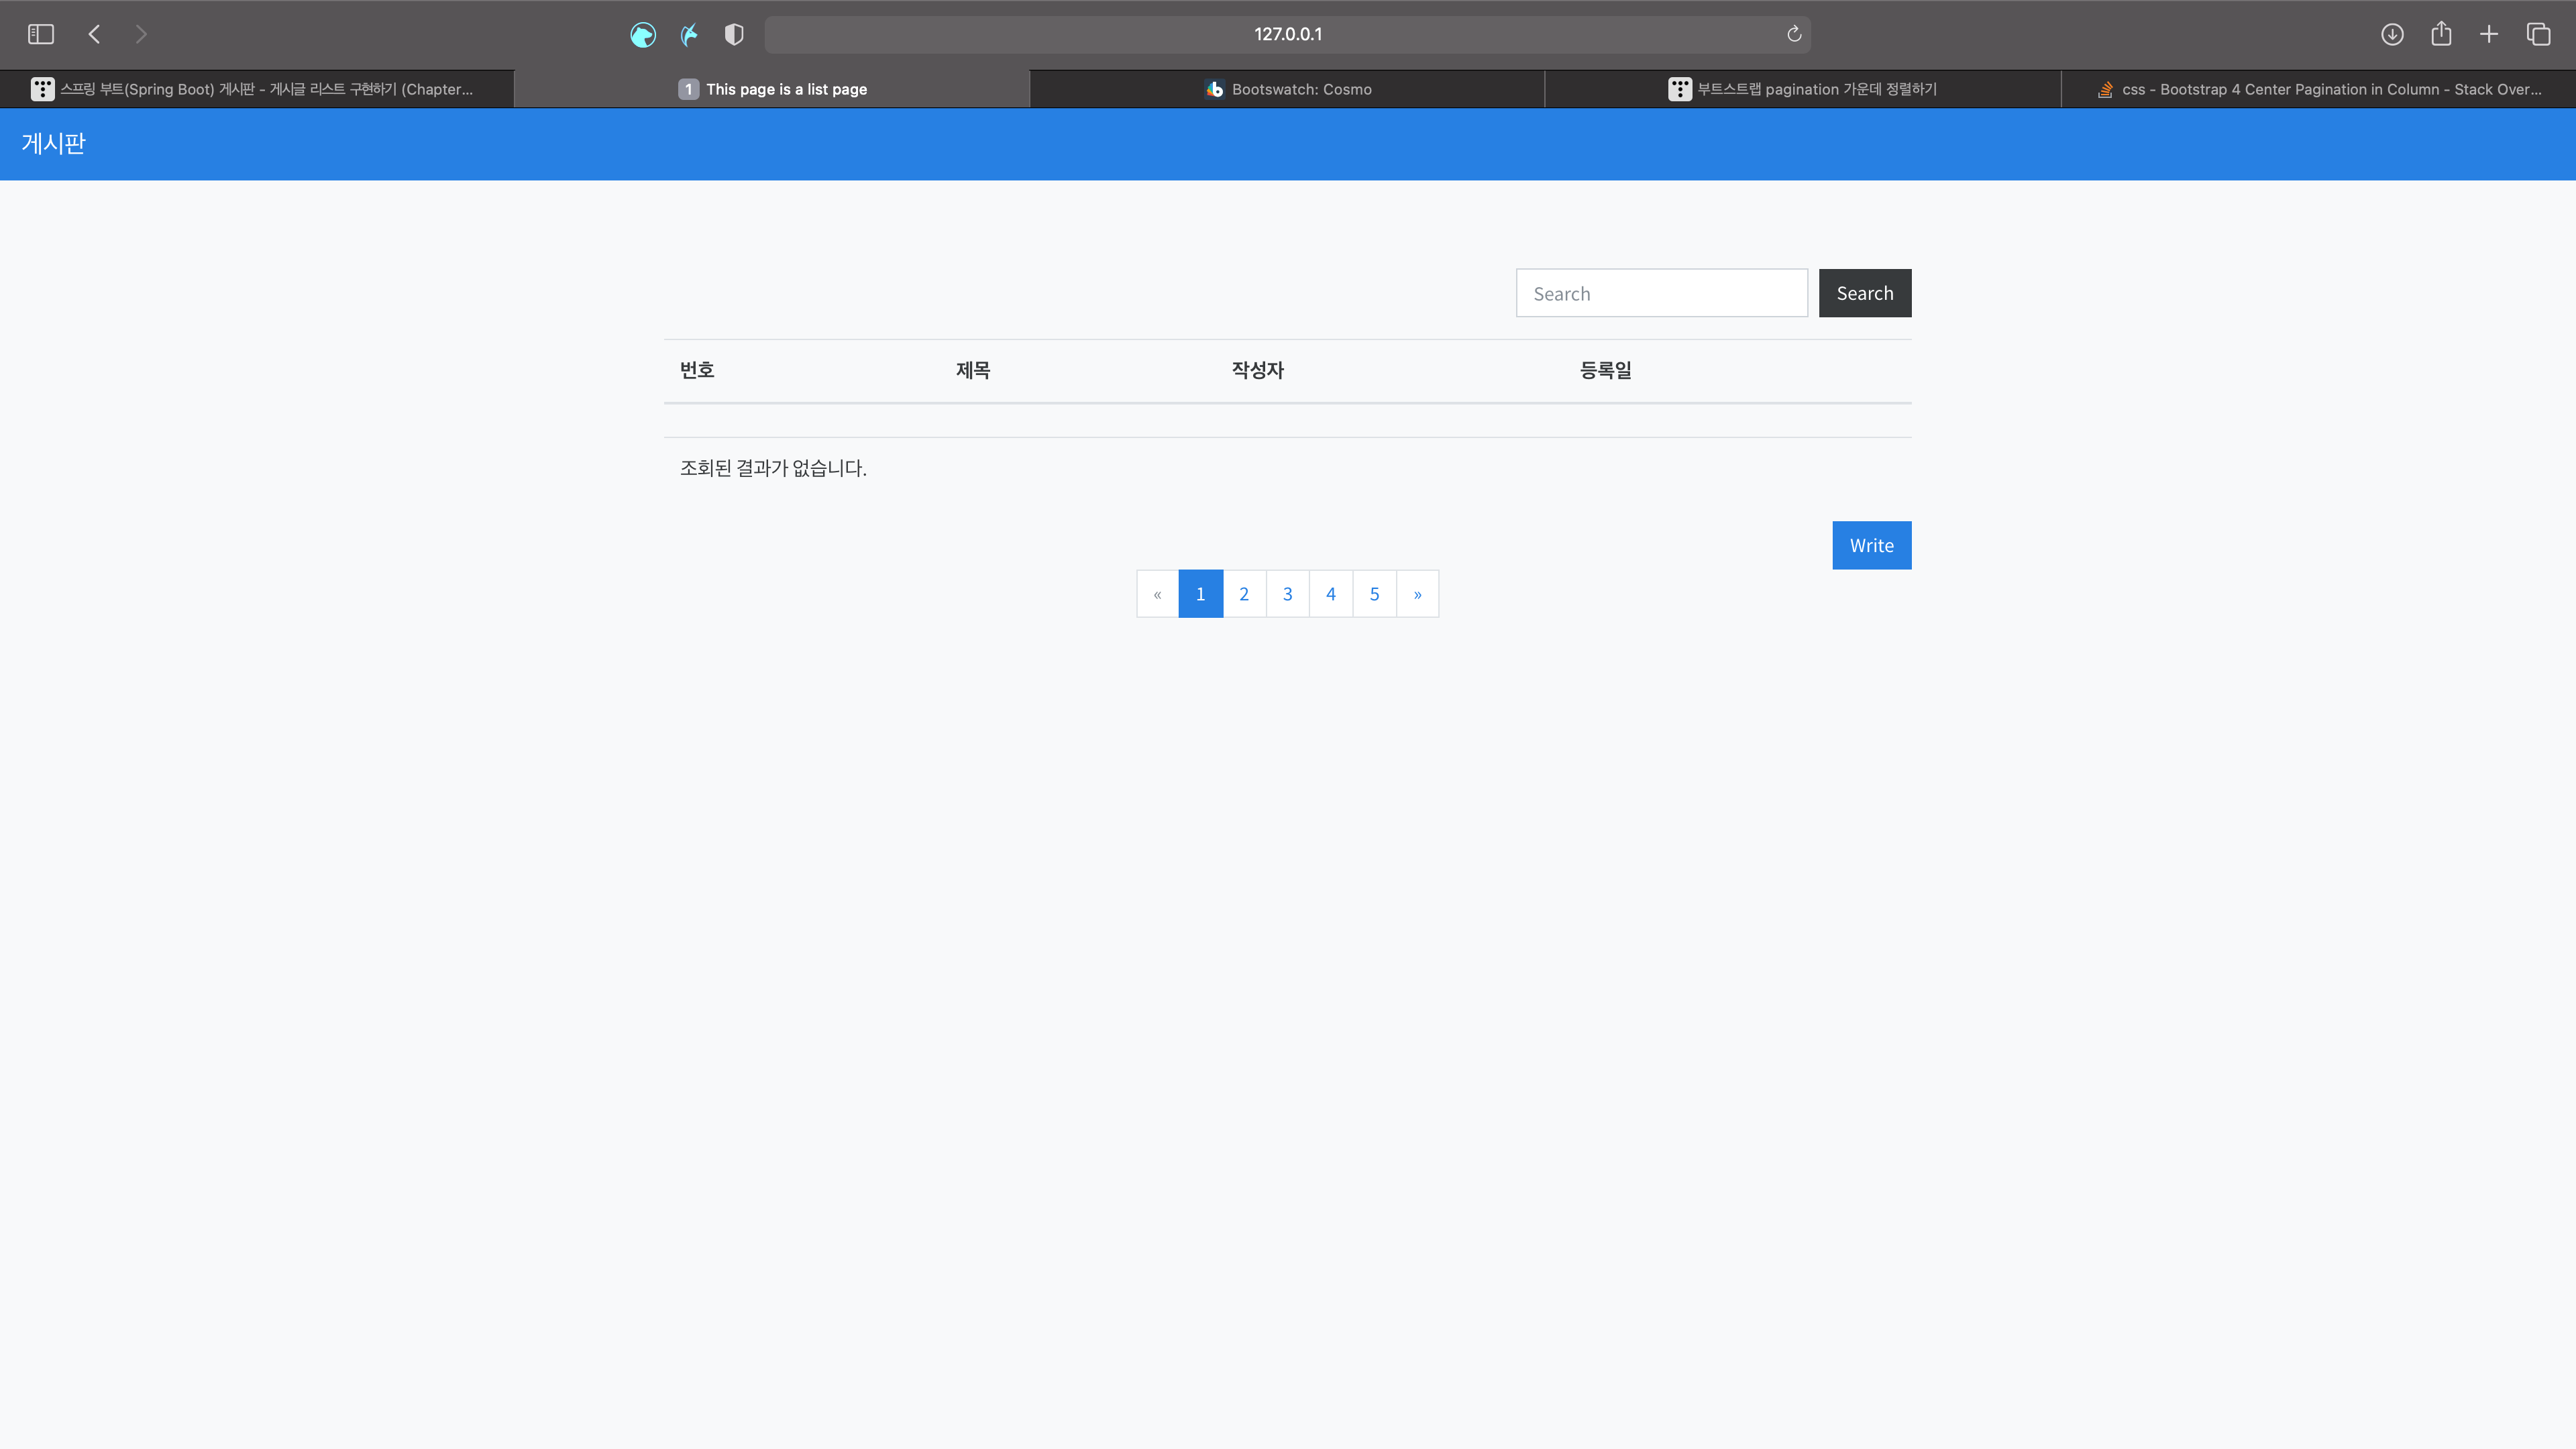 127.0.0.1
스프링 부트(Spring Boot) 게시판 - 게시글 리스트 구현하기 (Chapter...
1 This page is a list page
Bootswatch: Cosmo
부트스트랩 pagination 가운데 정렬하기
css - Bootstrap 4 Center Pagination in Column - Stack Over...
게시판
Search Search
번호 제목 작성자 등록일
조회된 결과가 없습니다.
Write
« 1 2 3 4 5 »